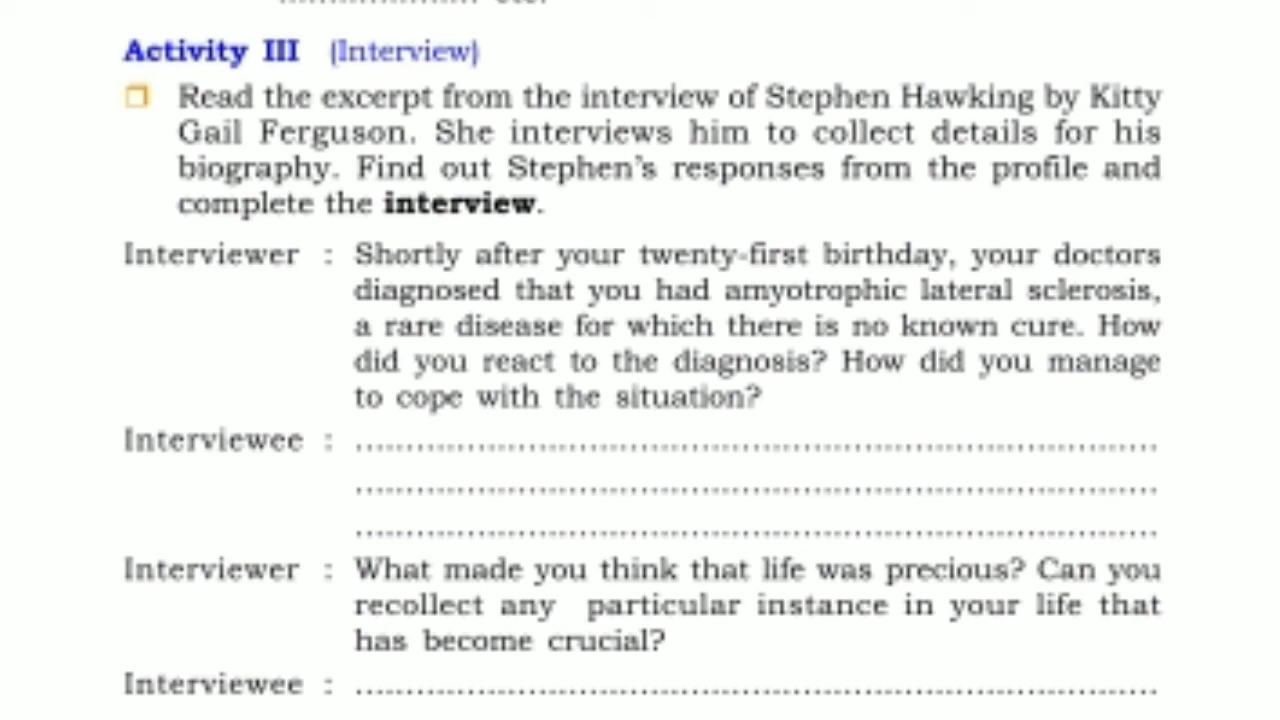 Activity III (Interview)
Read the excerpt from the interview of Stephen Hawking by Kitty
Gail Ferguson. She interviews him to collect details for his
biography. Find out Stephen's responses from the profile and
complete the interview.
Interviewer : Shortly after your twenty-first birthday, your doctors
diagnosed that you had amyotrophic lateral sclerosis,
a rare disease for which there is no known cure. How
did you react to the diagnosis? How did you manage
to cope with the situation?
Interviewee : ................................................................
................................................................
................................................................
Interviewer : What made you think that life was precious? Can you
recollect any particular instance in your life that
has become crucial?
Interviewee : ................................................................